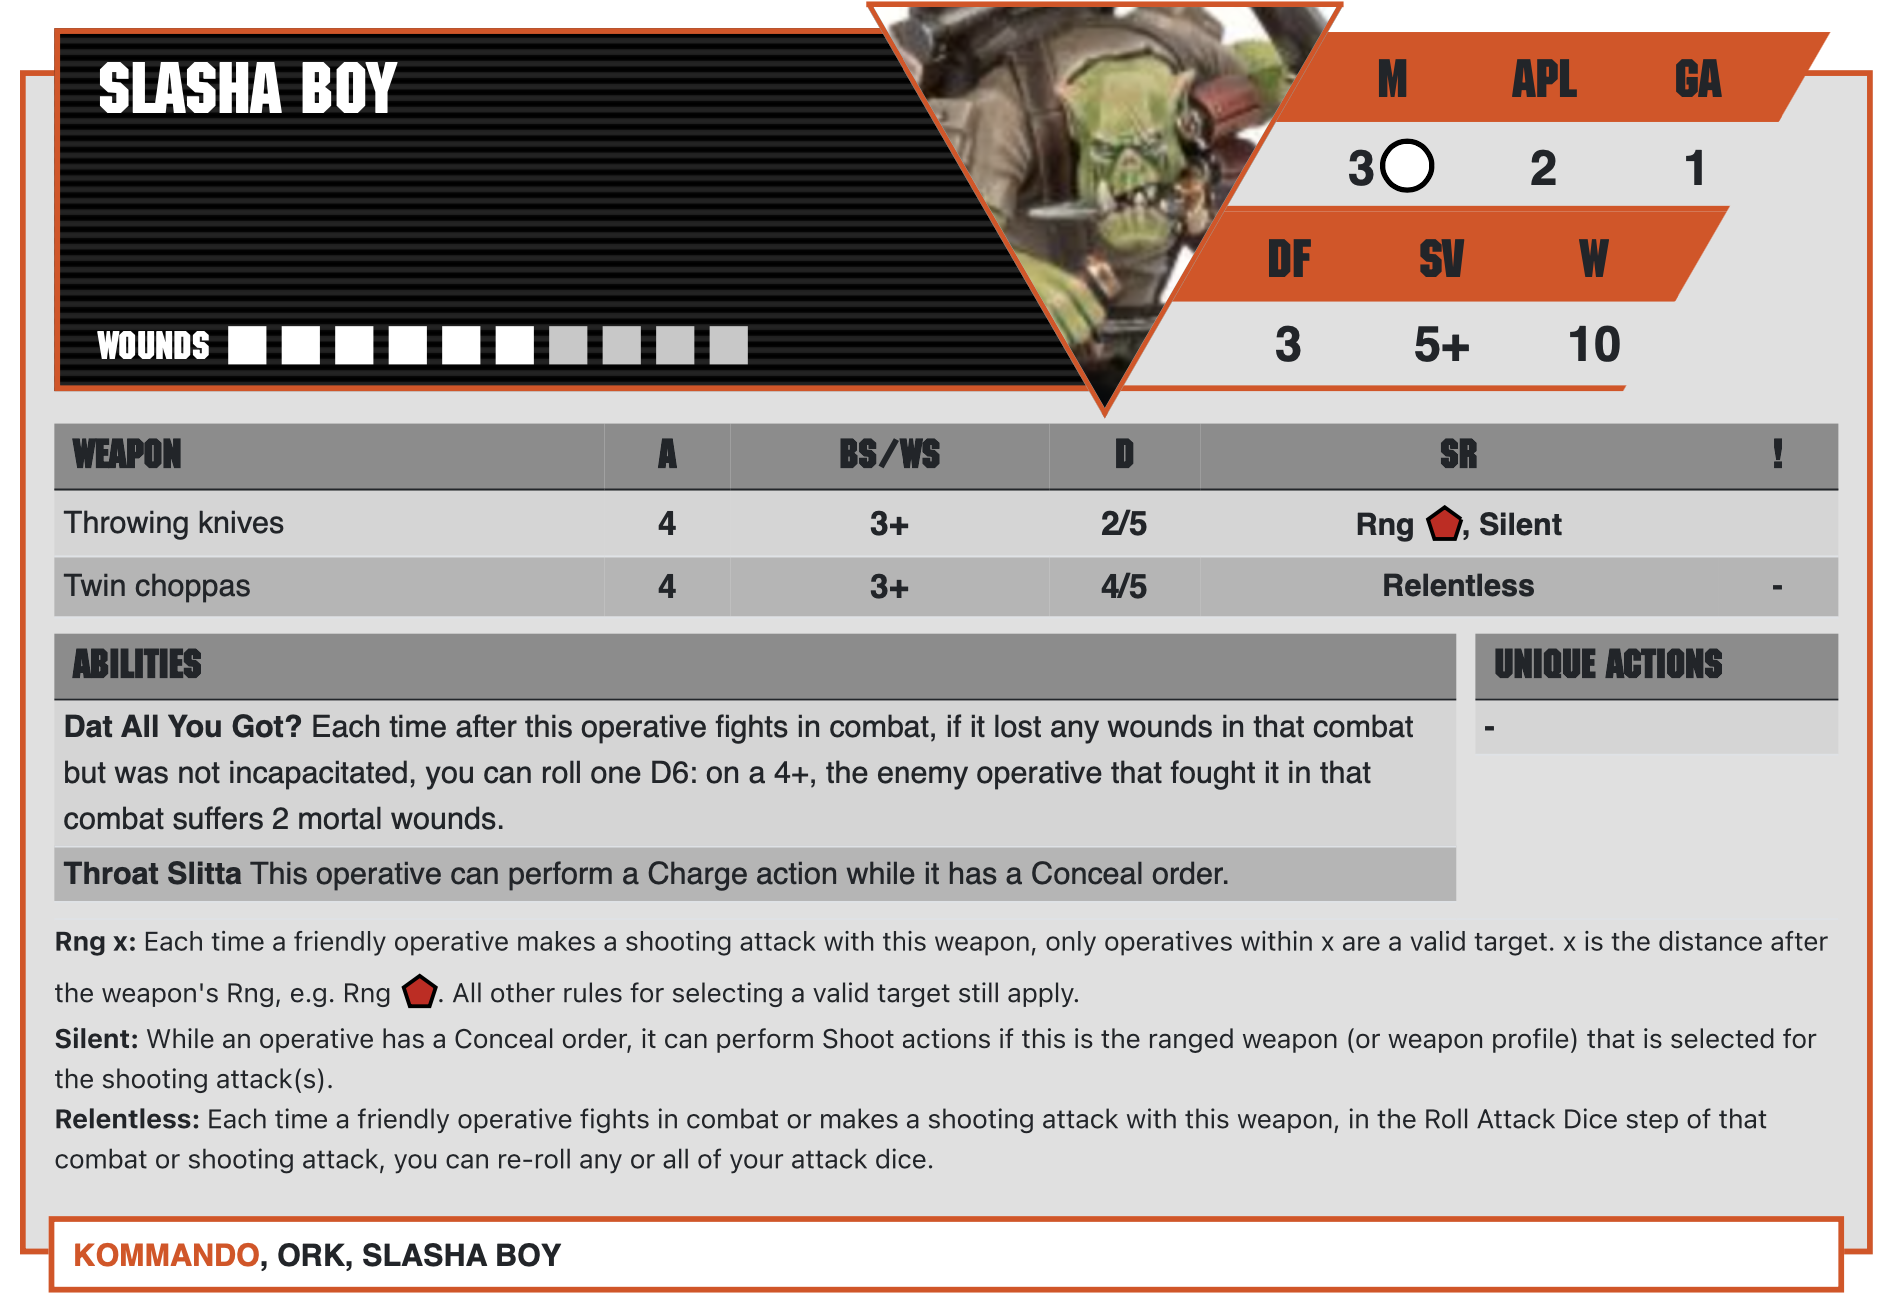 SLASHA BOY
M APL GA
3 2 1
DF SV W
3 5+ 10
WOUNDS
WEAPON A BS/WS D SR !
Throwing knives 4 3+ 2/5 Rng , Silent
Twin choppas 4 3+ 4/5 Relentless -
ABILITIES
Dat All You Got? Each time after this operative fights in combat, if it lost any wounds in that combat
but was not incapacitated, you can roll one D6: on a 4+, the enemy operative that fought it in that
combat suffers 2 mortal wounds.
Throat Slitta This operative can perform a Charge action while it has a Conceal order.
UNIQUE ACTIONS
-
Rng x: Each time a friendly operative makes a shooting attack with this weapon, only operatives within x are a valid target. x is the distance after
the weapon's Rng, e.g. Rng . All other rules for selecting a valid target still apply.
Silent: While an operative has a Conceal order, it can perform Shoot actions if this is the ranged weapon (or weapon profile) that is selected for
the shooting attack(s).
Relentless: Each time a friendly operative fights in combat or makes a shooting attack with this weapon, in the Roll Attack Dice step of that
combat or shooting attack, you can re-roll any or all of your attack dice.
KOMMANDO, ORK, SLASHA BOY